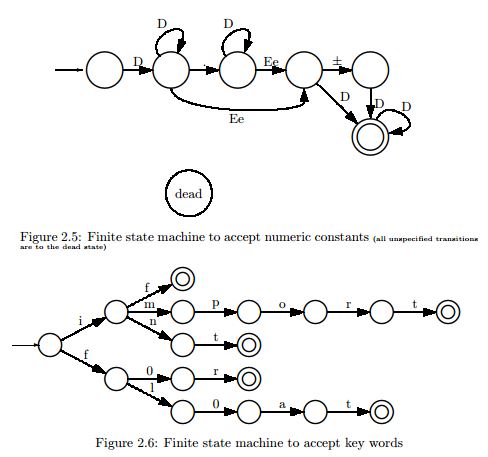 D D
D . Ee ±
D D D
Ee
dead
Figure 2.5: Finite state machine to accept numeric constants (all unspecified transitions
are to the dead state)
f
i m p o r t
n t
f 0 r
l 0 a t
Figure 2.6: Finite state machine to accept key words